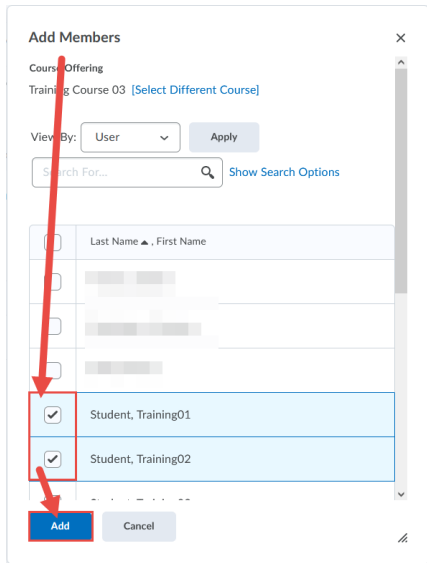 Add Members
Course Offering
Training Course 03 [Select Different Course]
View By: User Apply
Search For... Show Search Options
Last Name , First Name
Student, Training01
Student, Training02
Add Cancel